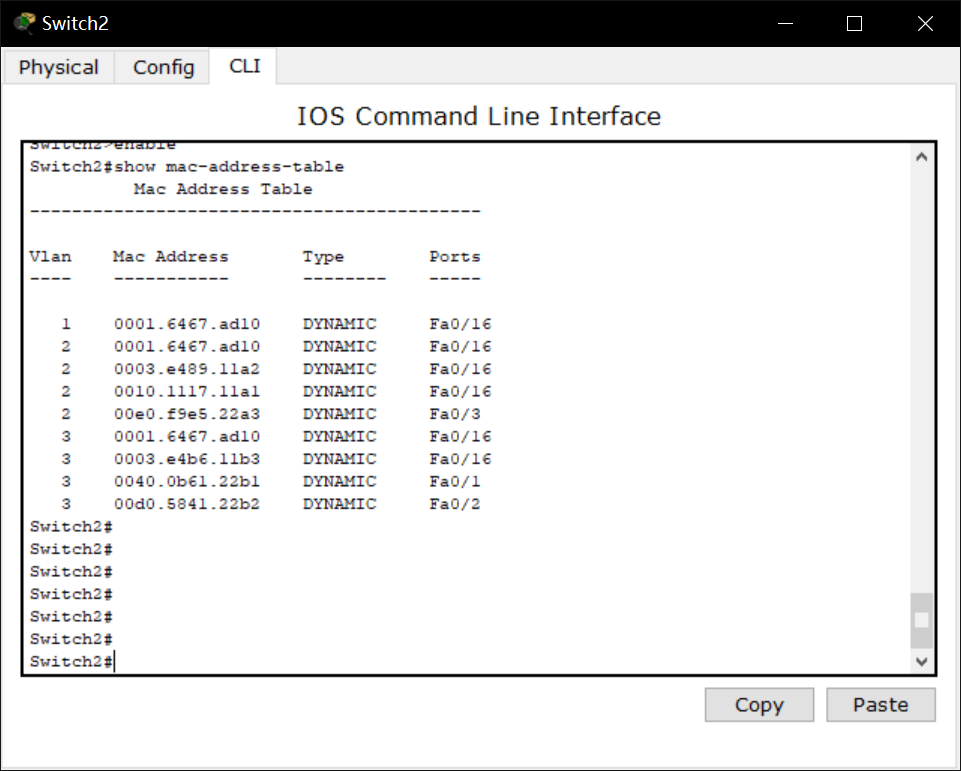 Switch2
Physical Config CLI
IOS Command Line Interface
Switch2>enable
Switch2#show mac-address-table
          Mac Address Table
-------------------------------------------

Vlan    Mac Address       Type        Ports
----    -----------       --------    -----

   1    0001.6467.ad10    DYNAMIC     Fa0/16
   2    0001.6467.ad10    DYNAMIC     Fa0/16
   2    0003.e489.11a2    DYNAMIC     Fa0/16
   2    0010.1117.11a1    DYNAMIC     Fa0/16
   2    00e0.f9e5.22a3    DYNAMIC     Fa0/3
   3    0001.6467.ad10    DYNAMIC     Fa0/16
   3    0003.e4b6.11b3    DYNAMIC     Fa0/16
   3    0040.0b61.22b1    DYNAMIC     Fa0/1
   3    00d0.5841.22b2    DYNAMIC     Fa0/2
Switch2#
Switch2#
Switch2#
Switch2#
Switch2#
Switch2#
Switch2#
Copy Paste